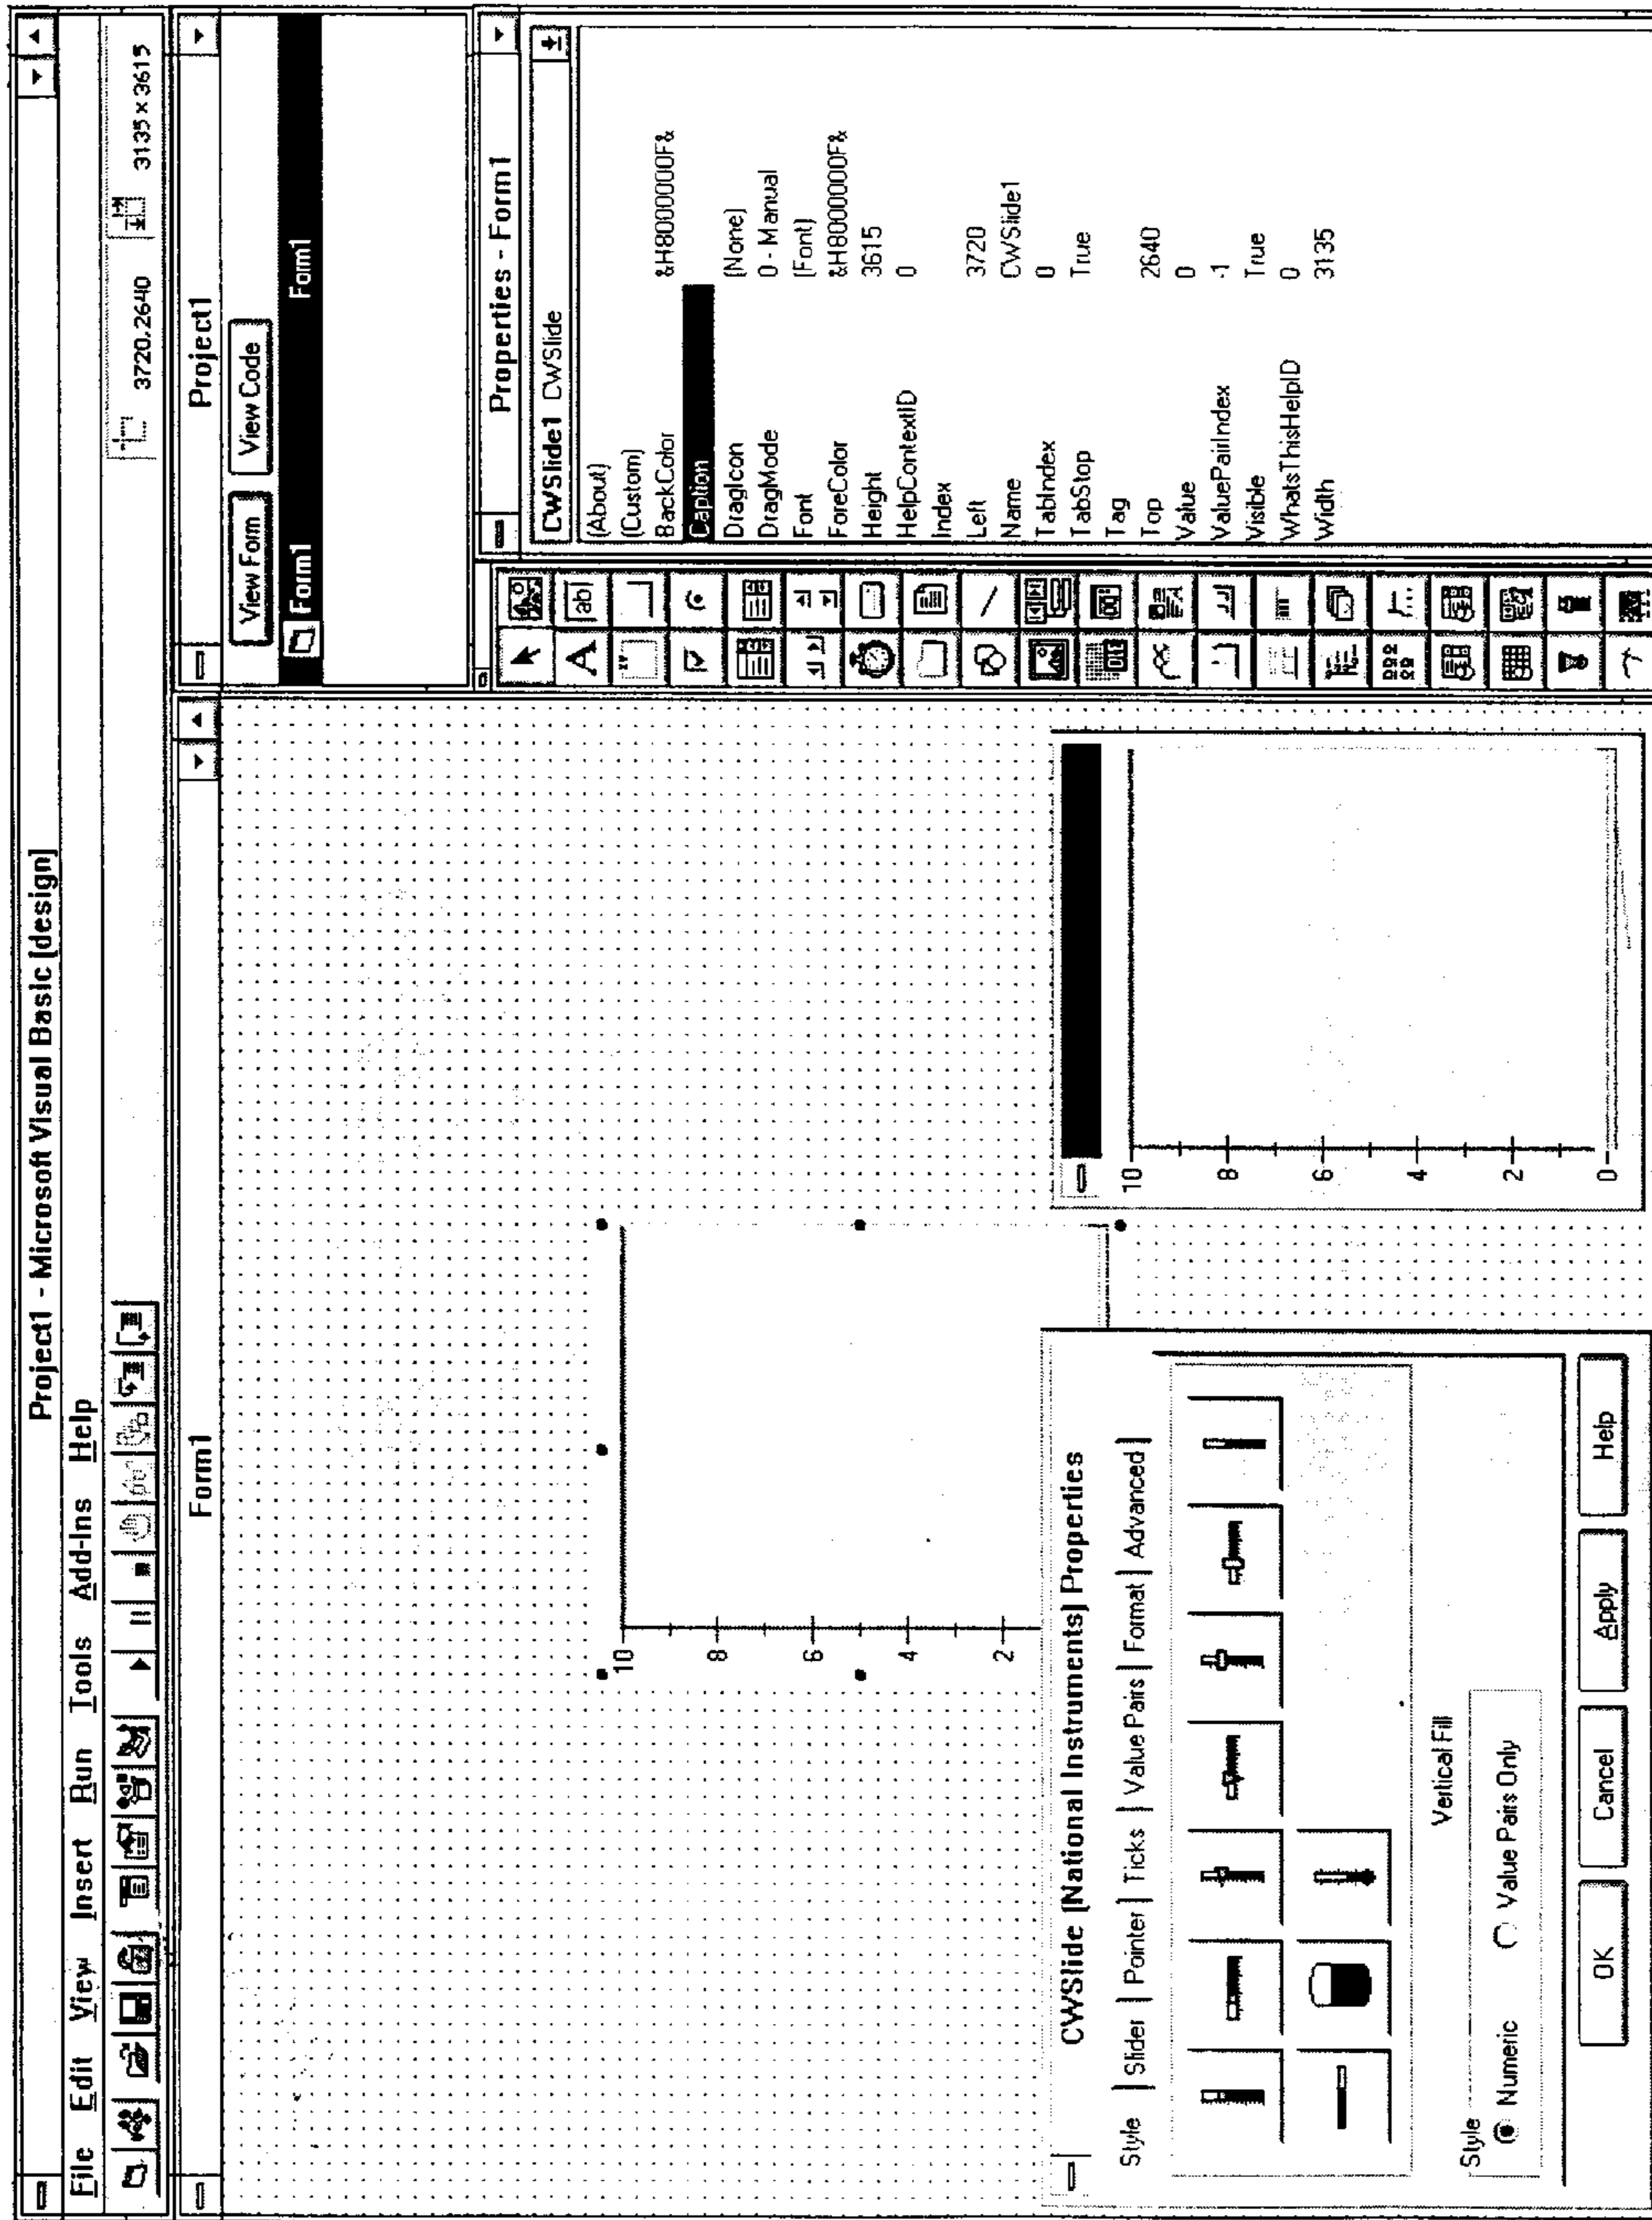 Project1 - Microsoft Visual Basic [design]
File Edit View Insert Run Tools Add-Ins Help
3720,2640 3135 x 3615
Form1
10
8
6
4
2
Project1
View Form View Code
Form1 Form1
Properties - Form1
CWSlide1 CWSlide
(About)
(Custom)
BackColor &H8000000F&
Caption
DragIcon (None)
DragMode 0 - Manual
Font (Font)
ForeColor &H8000000F&
Height 3615
HelpContextID 0
Index
Left 3720
Name CWSlide1
TabIndex 0
TabStop True
Tag
Top 2640
Value 0
ValuePairIndex -1
Visible True
WhatsThisHelpID 0
Width 3135
CWSlide [National Instruments] Properties
Style Slider Pointer Ticks Value Pairs Format Advanced
Vertical Fill
Style
Numeric Value Pairs Only
OK Cancel Apply Help
10
8
6
4
2
0